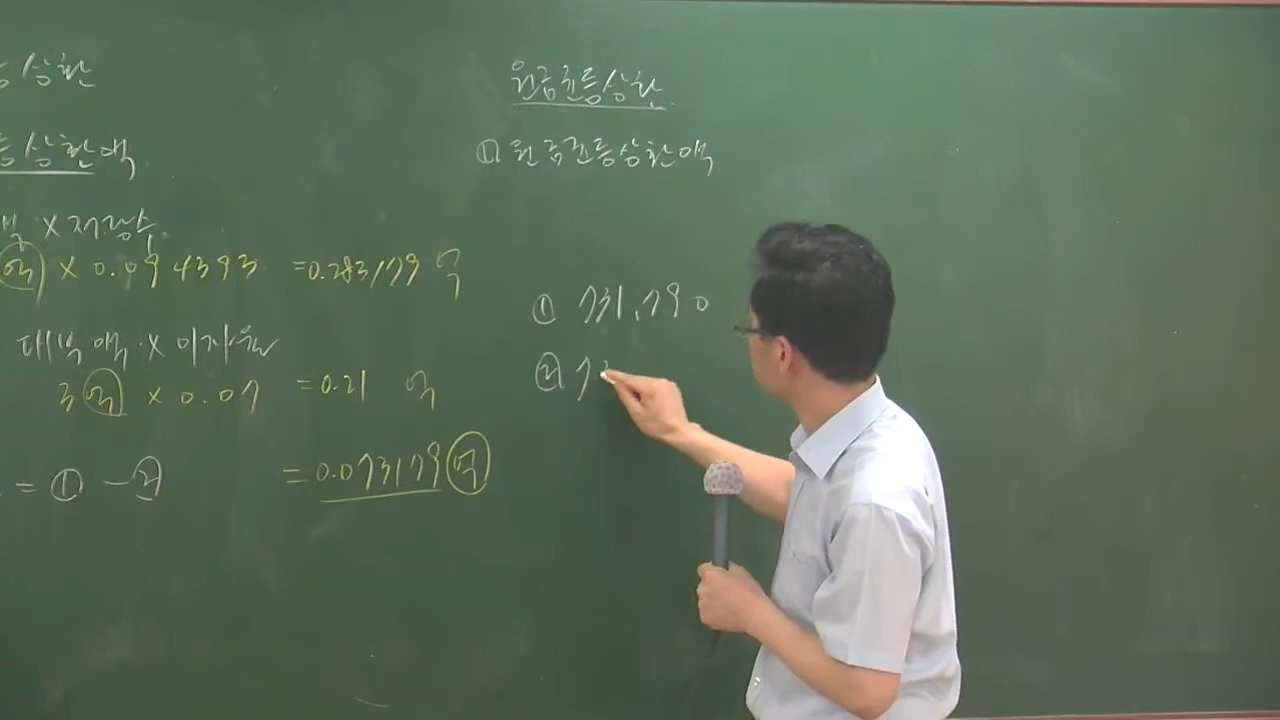 등상환
등상환액
액 × 저당상수
억 × 0.094393 = 0.283179 억
대부액 × 이자율
3억 × 0.07 = 0.21 억
= ① - ② = 0.073179 억
원금균등상환
① 원금균등상환액
① 731,790
② 73